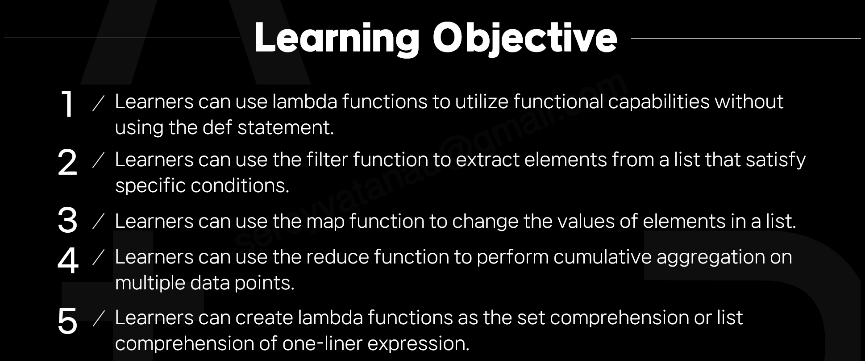 Learning Objective
1 / Learners can use lambda functions to utilize functional capabilities without
using the def statement.
2 / Learners can use the filter function to extract elements from a list that satisfy
specific conditions.
3 / Learners can use the map function to change the values of elements in a list.
4 / Learners can use the reduce function to perform cumulative aggregation on
multiple data points.
5 / Learners can create lambda functions as the set comprehension or list
comprehension of one-liner expression.